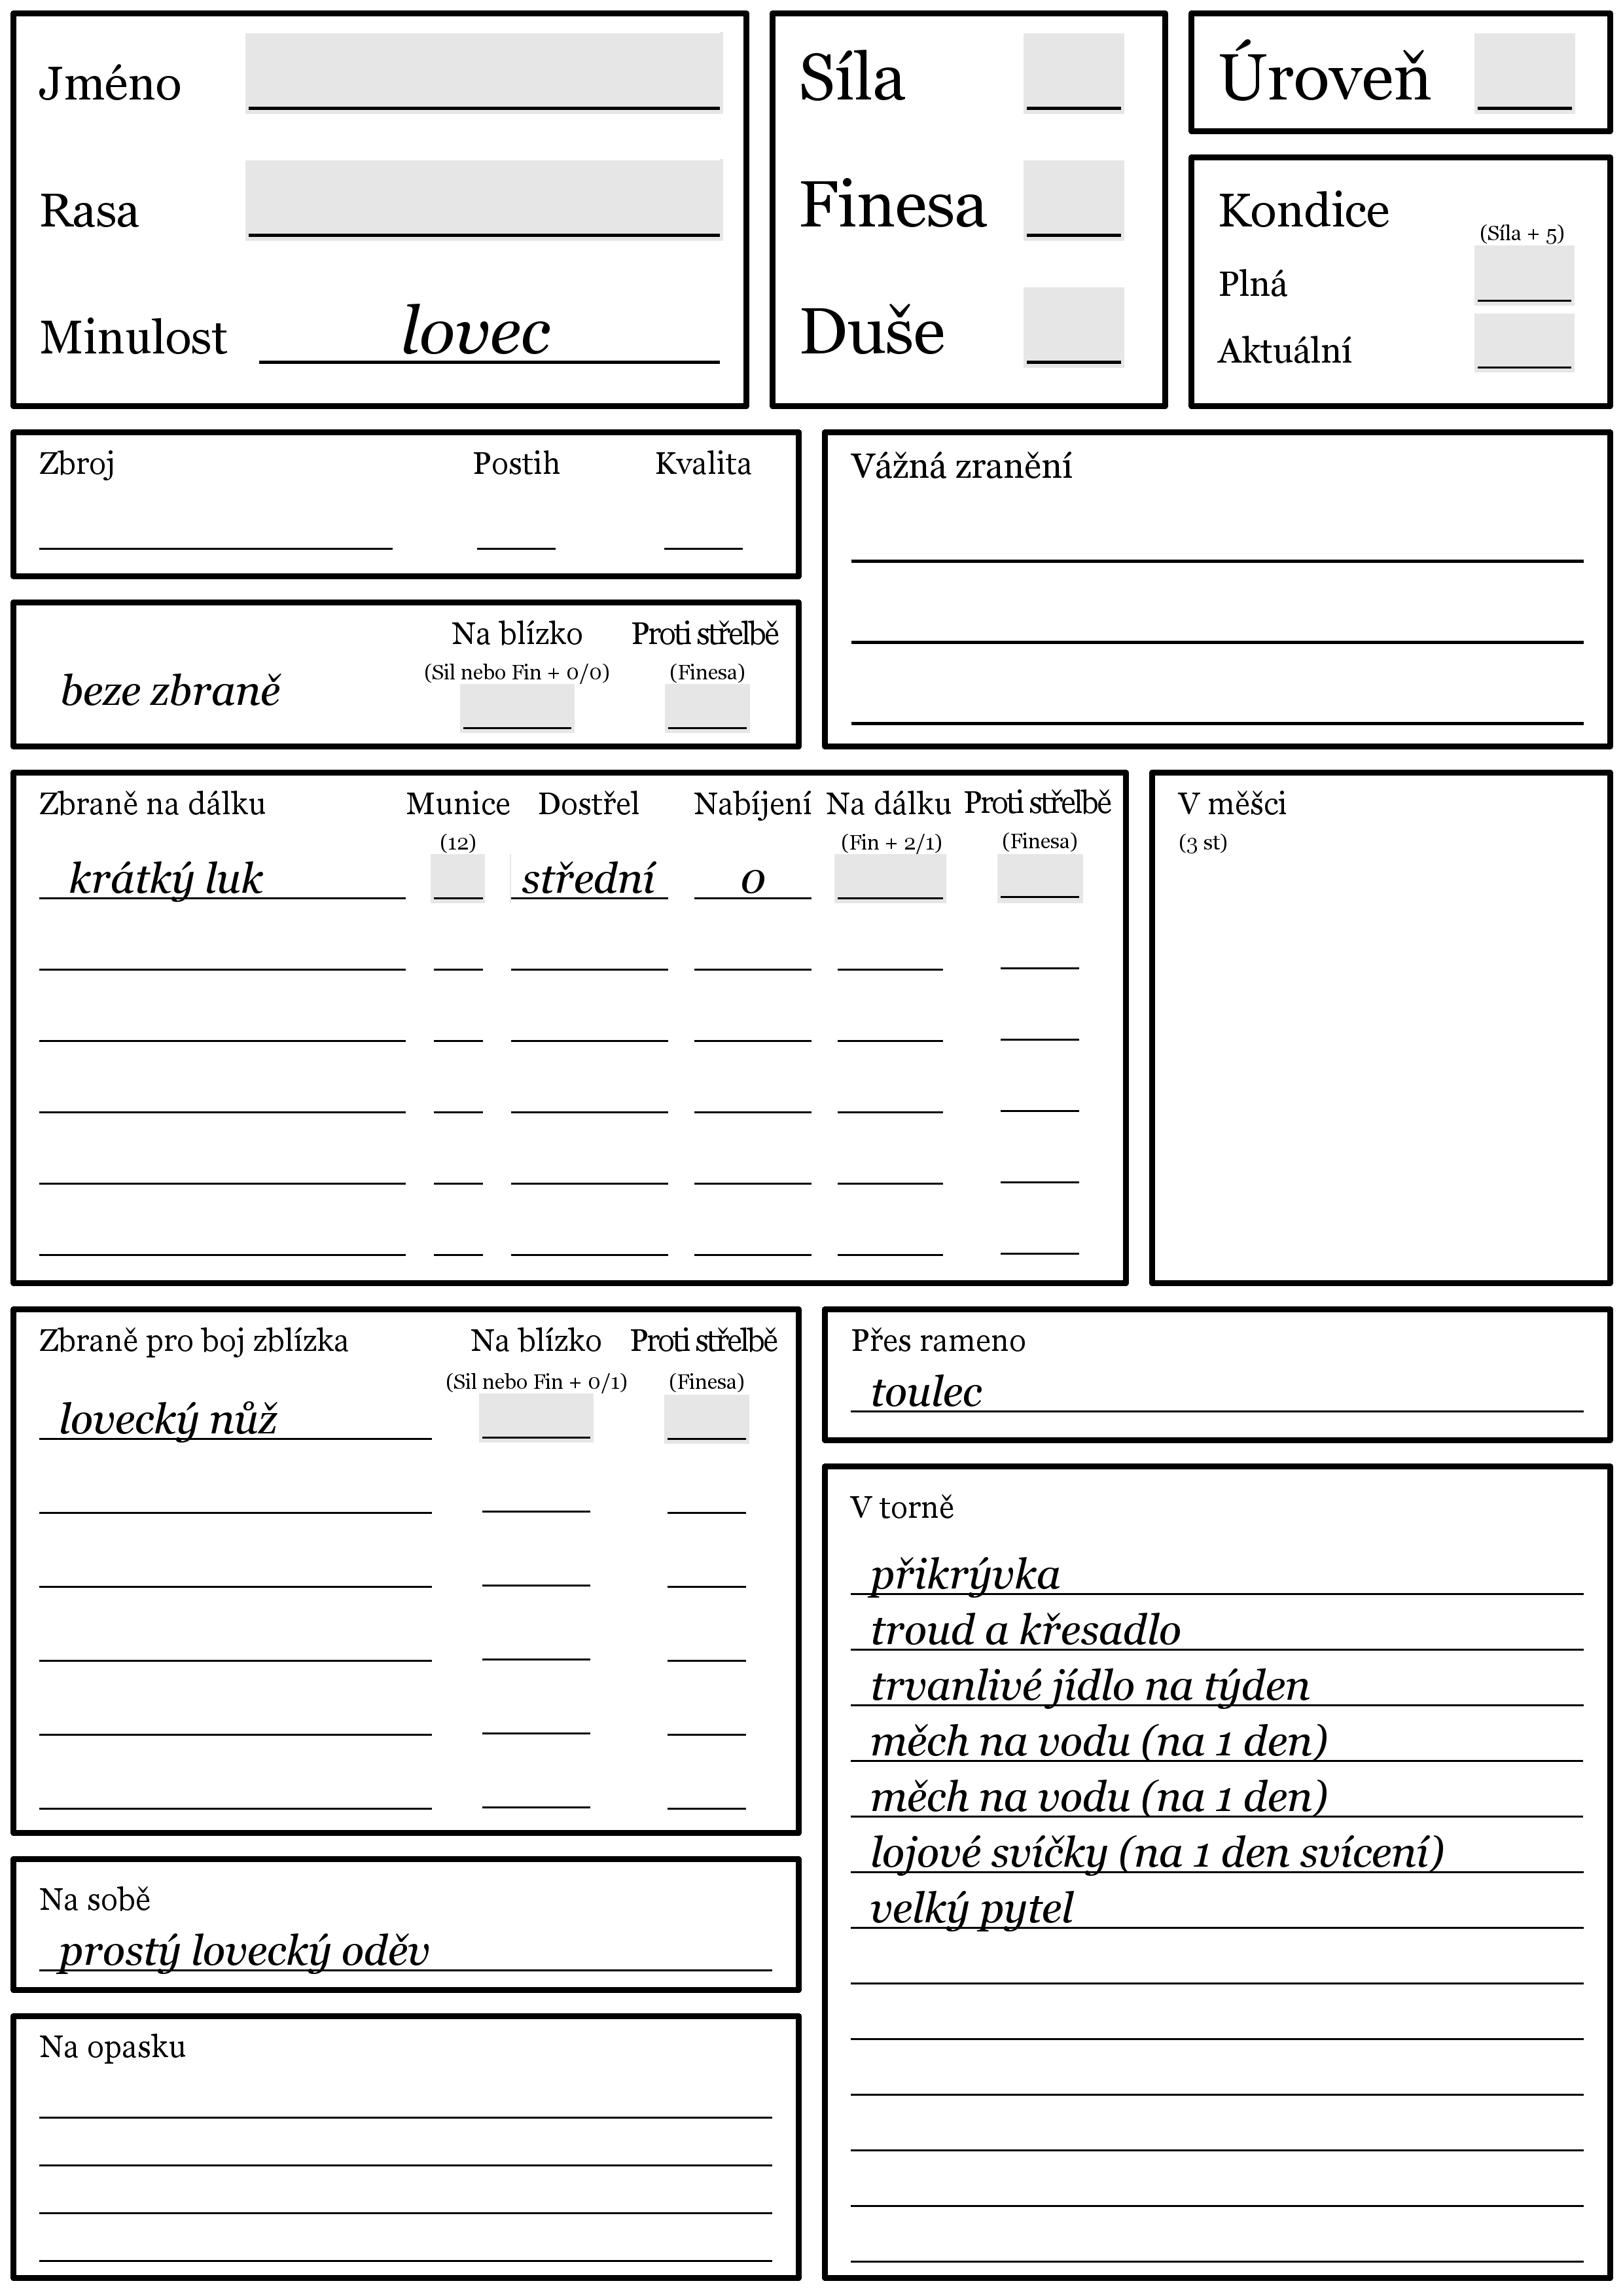 Jméno
Rasa
Minulost lovec
Síla
Finesa
Duše
Úroveň
Kondice
(Síla + 5)
Plná
Aktuální
Zbroj Postih Kvalita
Vážná zranění
Na blízko Proti střelbě
(Sil nebo Fin + 0/0) (Finesa)
beze zbraně
Zbraně na dálku Munice Dostřel Nabíjení Na dálku Proti střelbě
(12) (Fin + 2/1) (Finesa)
krátký luk střední 0
V měšci
(3 st)
Zbraně pro boj zblízka Na blízko Proti střelbě
(Sil nebo Fin + 0/1) (Finesa)
lovecký nůž
Přes rameno
toulec
V torně
přikrývka
troud a křesadlo
trvanlivé jídlo na týden
měch na vodu (na 1 den)
měch na vodu (na 1 den)
lojové svíčky (na 1 den svícení)
velký pytel
Na sobě
prostý lovecký oděv
Na opasku